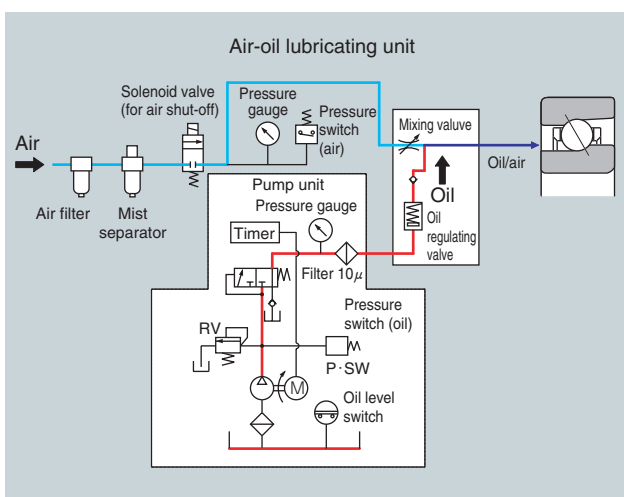 Air-oil lubricating unit
Solenoid valve
(for air shut-off)
Pressure
gauge
Pressure
switch
(air)
Mixing valuve
Air
Oil/air
Air filter
Mist
separator
Oil
Oil
regulating
valve
Pump unit
Pressure gauge
Timer
Filter 10μ
Pressure
switch (oil)
RV
P·SW
M
Oil level
switch